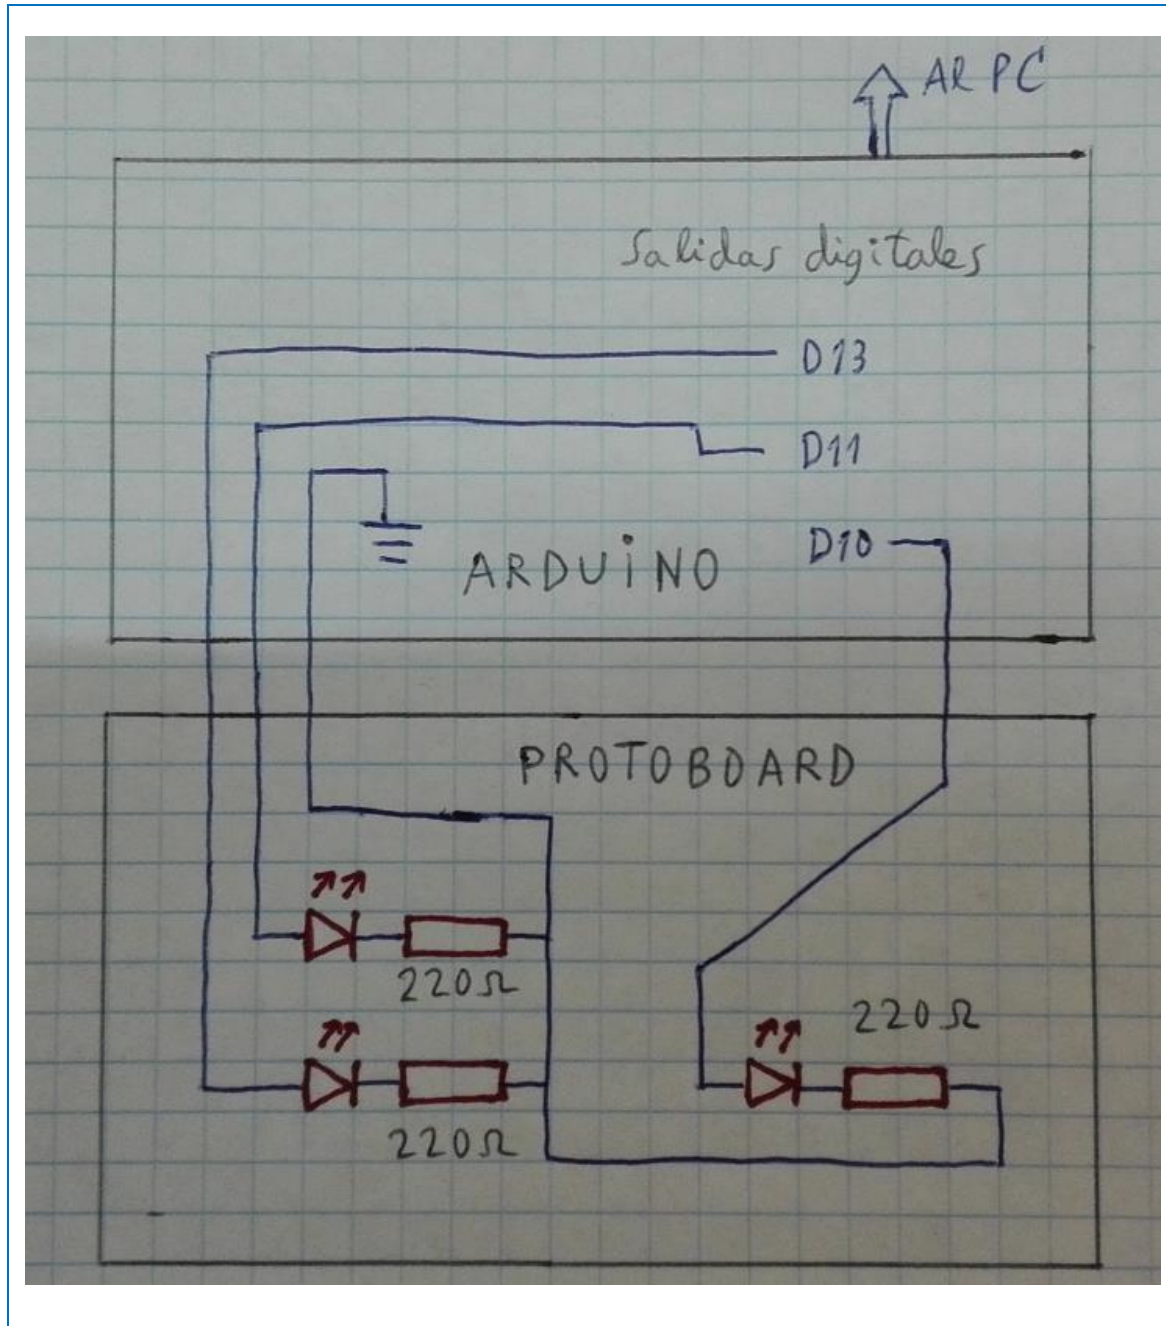 AL PC
Salidas digitales
D13
D11
D10
ARDUiNO
PROTOBOARD
220Ω
220Ω
220Ω